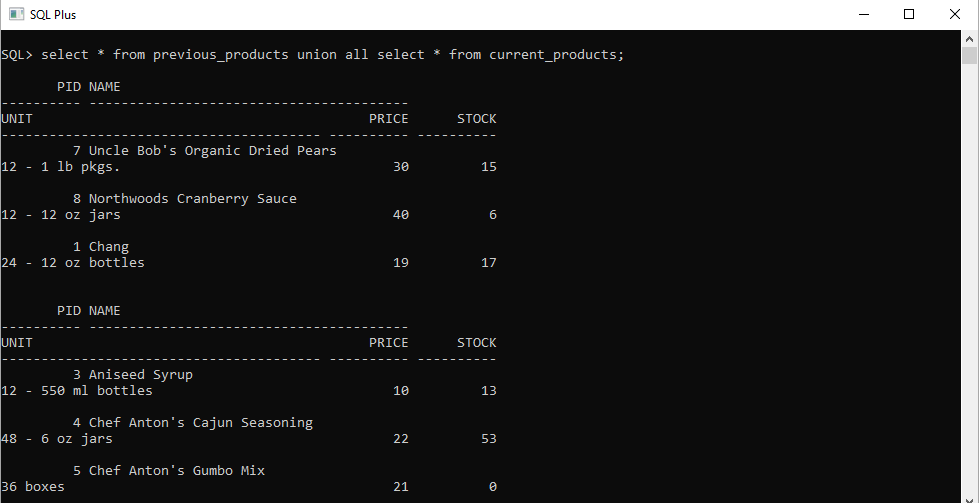 SQL Plus
SQL> select * from previous_products union all select * from current_products;
       PID NAME
---------- ----------------------------------------
UNIT                                          PRICE      STOCK
---------------------------------------- ---------- ----------
         7 Uncle Bob's Organic Dried Pears
12 - 1 lb pkgs.                                  30         15
         8 Northwoods Cranberry Sauce
12 - 12 oz jars                                  40          6
         1 Chang
24 - 12 oz bottles                               19         17
       PID NAME
---------- ----------------------------------------
UNIT                                          PRICE      STOCK
---------------------------------------- ---------- ----------
         3 Aniseed Syrup
12 - 550 ml bottles                              10         13
         4 Chef Anton's Cajun Seasoning
48 - 6 oz jars                                   22         53
         5 Chef Anton's Gumbo Mix
36 boxes                                         21          0